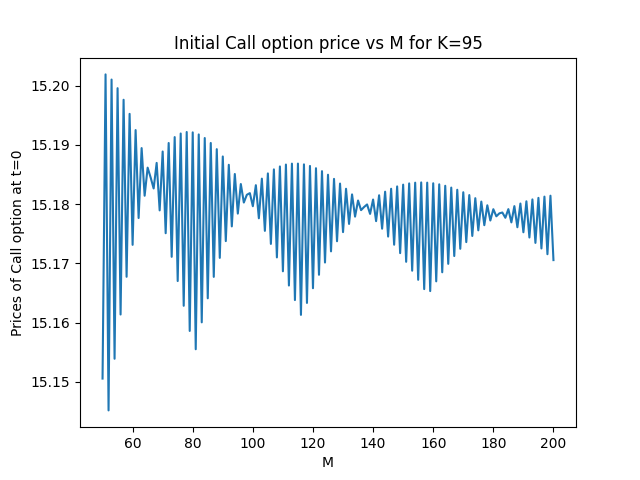 Initial Call option price vs M for K=95
Prices of Call option at t=0
15.20
15.19
15.18
15.17
15.16
15.15
60 80 100 120 140 160 180 200
M